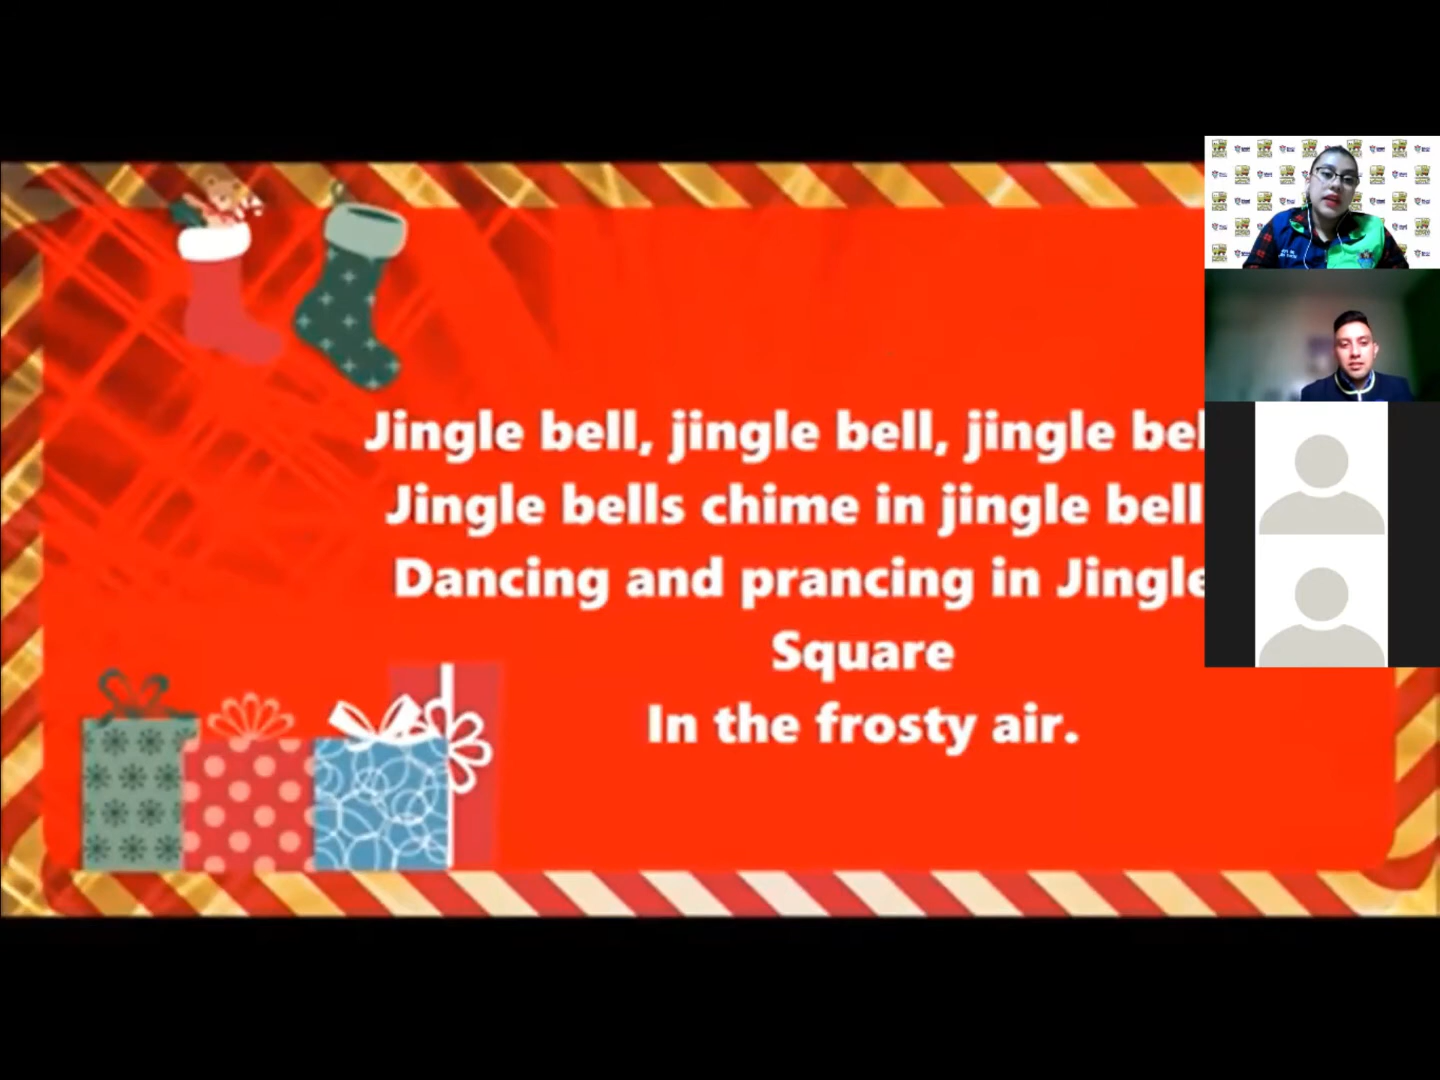 Jingle bell, jingle bell, jingle bel
Jingle bells chime in jingle bell
Dancing and prancing in Jingle
Square
In the frosty air.